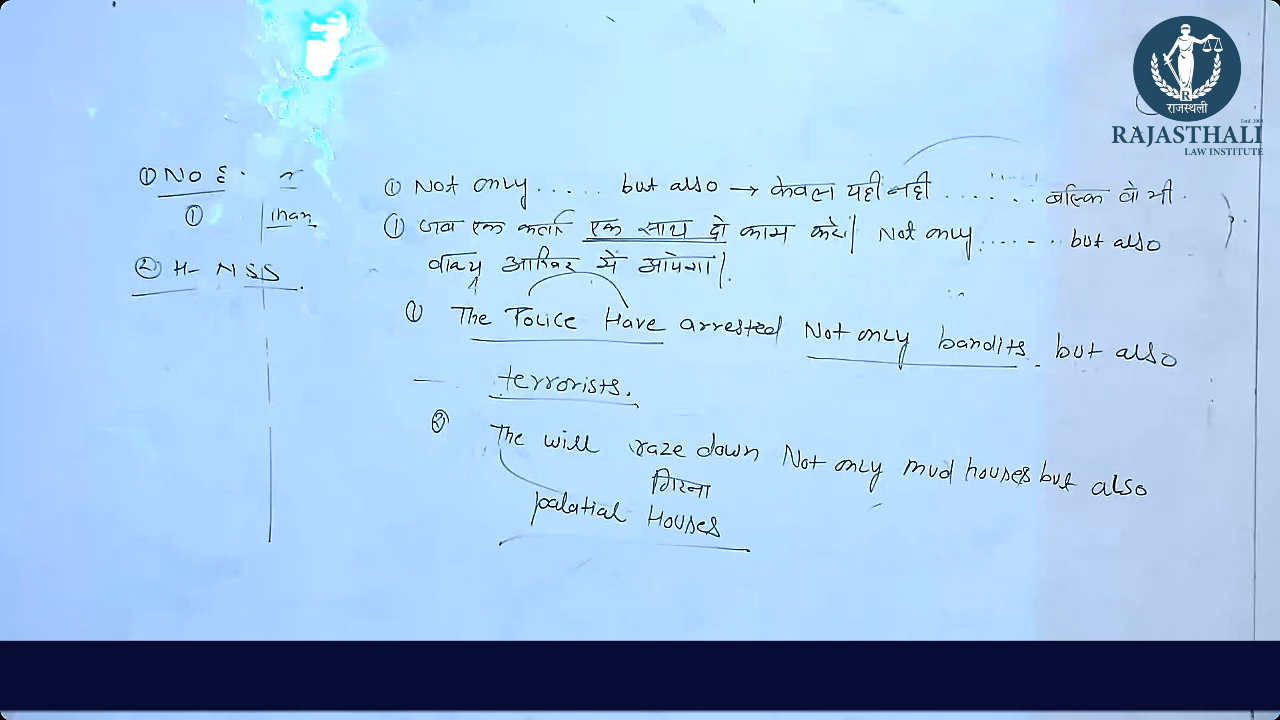 ① NO ६.
①
than
② H- NSS
① Not only ..... but also → केवल यही नही ....... बल्कि वो भी.
① जब एक कर्ता एक साथ दो काम करे। Not only ...... but also
वाक्य आखिर में आयेगा।
① The Police Have arrested Not only bandits. but also
terrorists.
② The will raze down Not only mud houses but also
गिरना
palatial Houses
राजस्थली
RAJASTHALI
LAW INSTITUTE